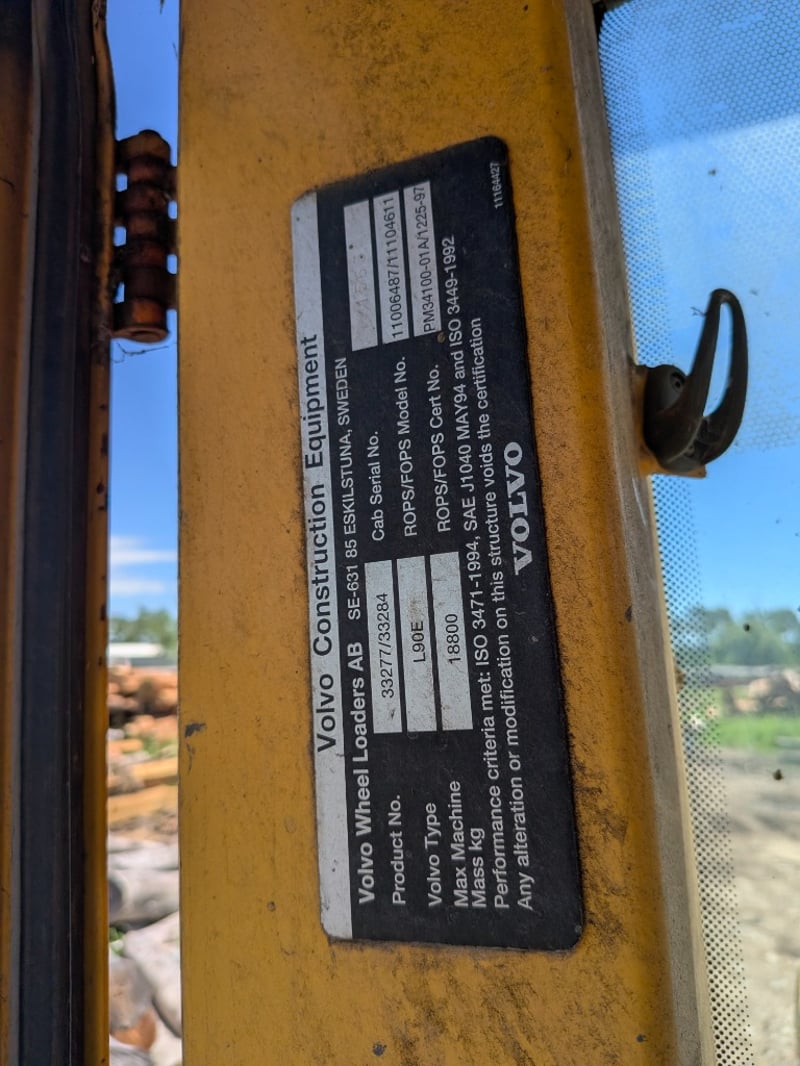 Volvo Construction Equipment
Volvo Wheel Loaders AB SE-631 85 ESKILSTUNA, SWEDEN
Product No. 33277/33284 Cab Serial No.
Volvo Type L90E ROPS/FOPS Model No. 11006487/11104611
Max Machine
Mass kg 18800 ROPS/FOPS Cert No. PM34100-01A/1225-97
Performance criteria met: ISO 3471-1994, SAE J1040 MAY94 and ISO 3449-1992
Any alteration or modification on this structure voids the certification
VOLVO
11164427